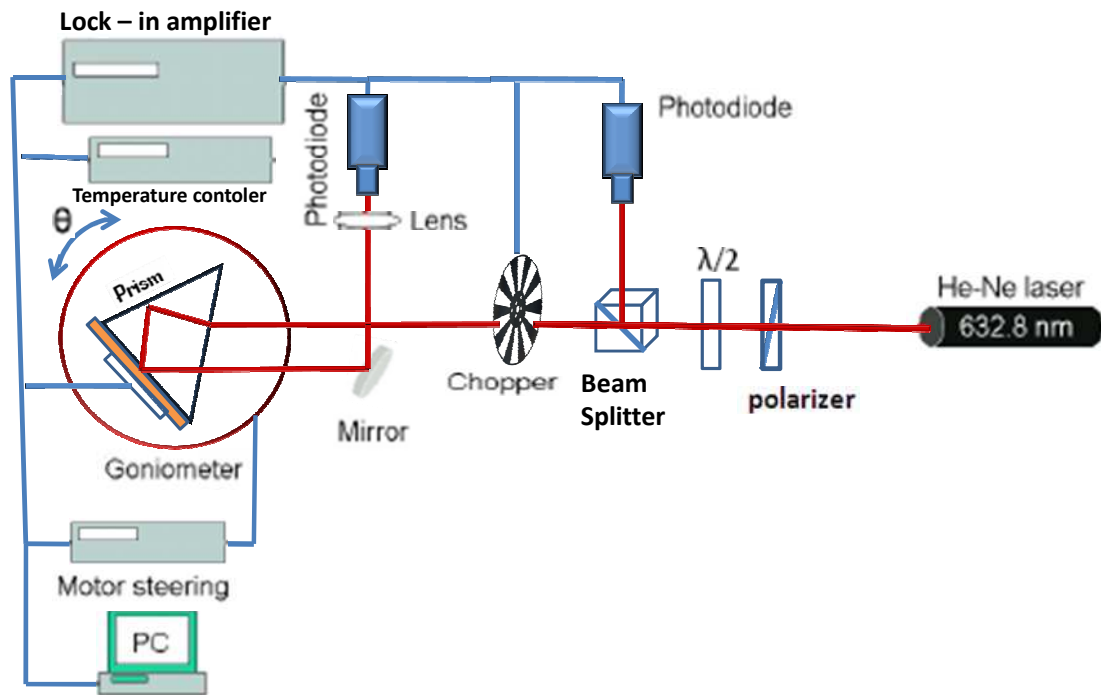 Lock – in amplifier
Photodiode
Photodiode
Temperature contoler
Lens
θ
λ/2
He-Ne laser
632.8 nm
Prism
Chopper
Beam
Splitter
polarizer
Mirror
Goniometer
Motor steering
PC